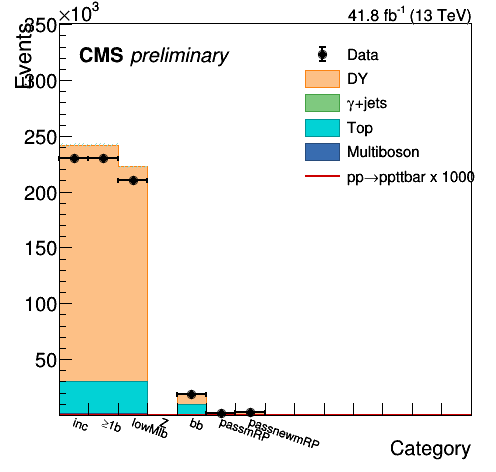 ×10³
41.8 fb⁻¹ (13 TeV)
Events
CMS preliminary
Data
DY
γ+jets
Top
Multiboson
pp→ppttbar x 1000
350
300
250
200
150
100
50
inc
≥1b
lowMlb
Z
bb
passmRP
passnewmRP
Category